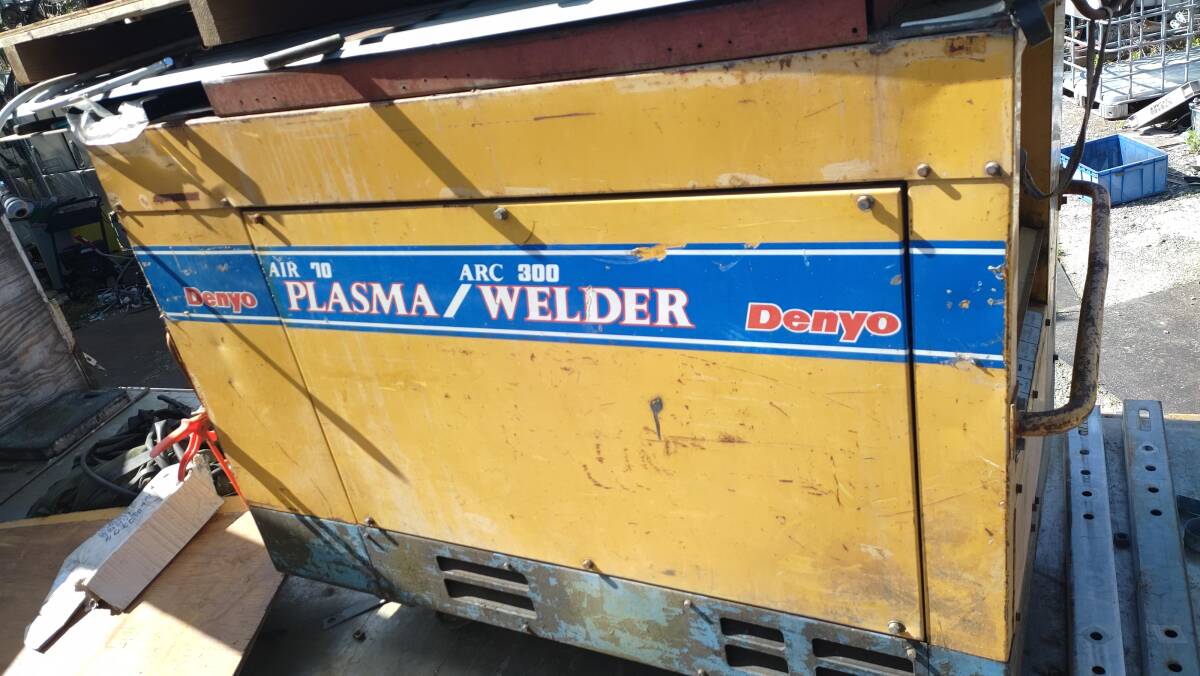 AIR 70 ARC 300
Denyo PLASMA / WELDER Denyo